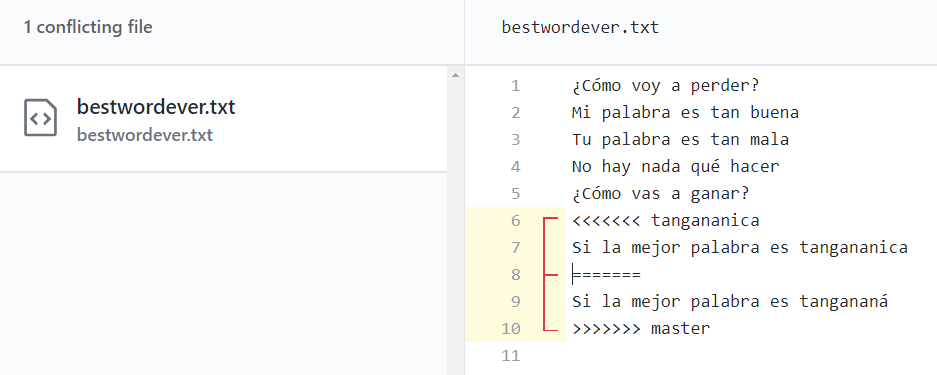 1 conflicting file
bestwordever.txt
bestwordever.txt
bestwordever.txt
1 ¿Cómo voy a perder?
2 Mi palabra es tan buena
3 Tu palabra es tan mala
4 No hay nada qué hacer
5 ¿Cómo vas a ganar?
6 <<<<<<< tangananica
7 Si la mejor palabra es tangananica
8 =======
9 Si la mejor palabra es tangananá
10 >>>>>>> master
11